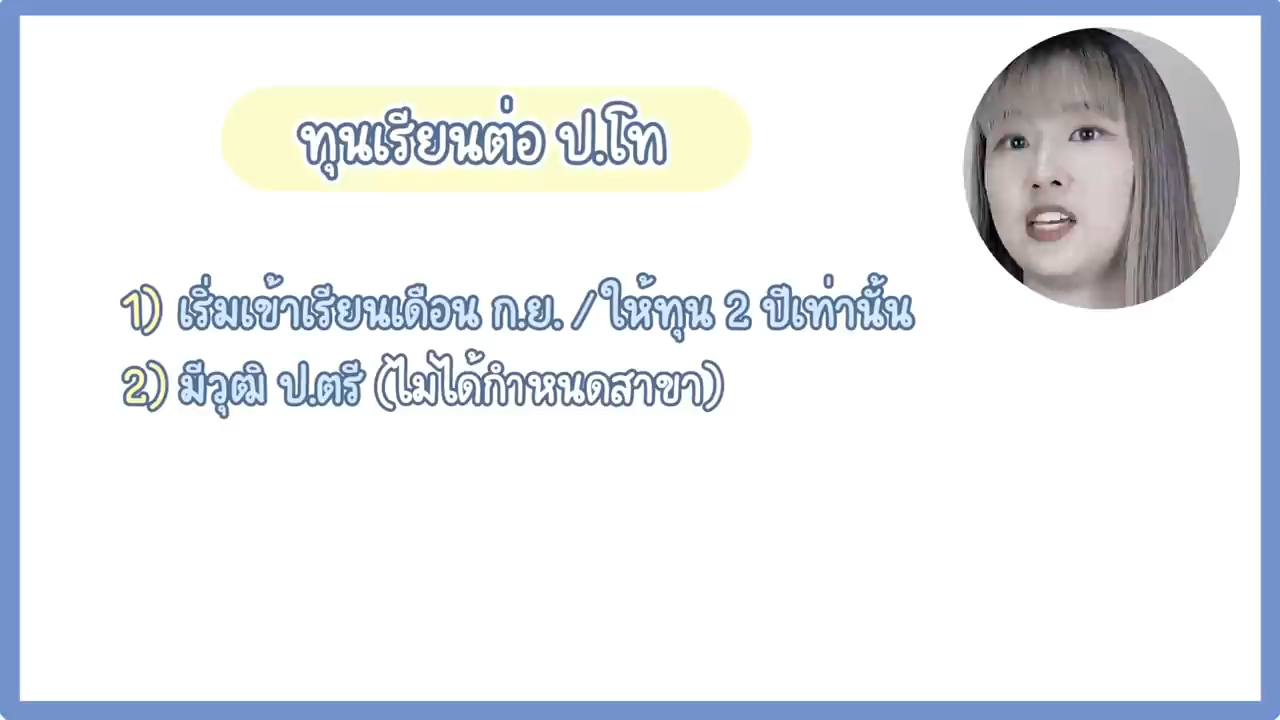 ทุนเรียนต่อ ป.โท
1) เริ่มเข้าเรียนเดือน ก.ย. / ให้ทุน 2 ปีเท่านั้น
2) มีวุฒิ ป.ตรี (ไม่ได้กำหนดสาขา)